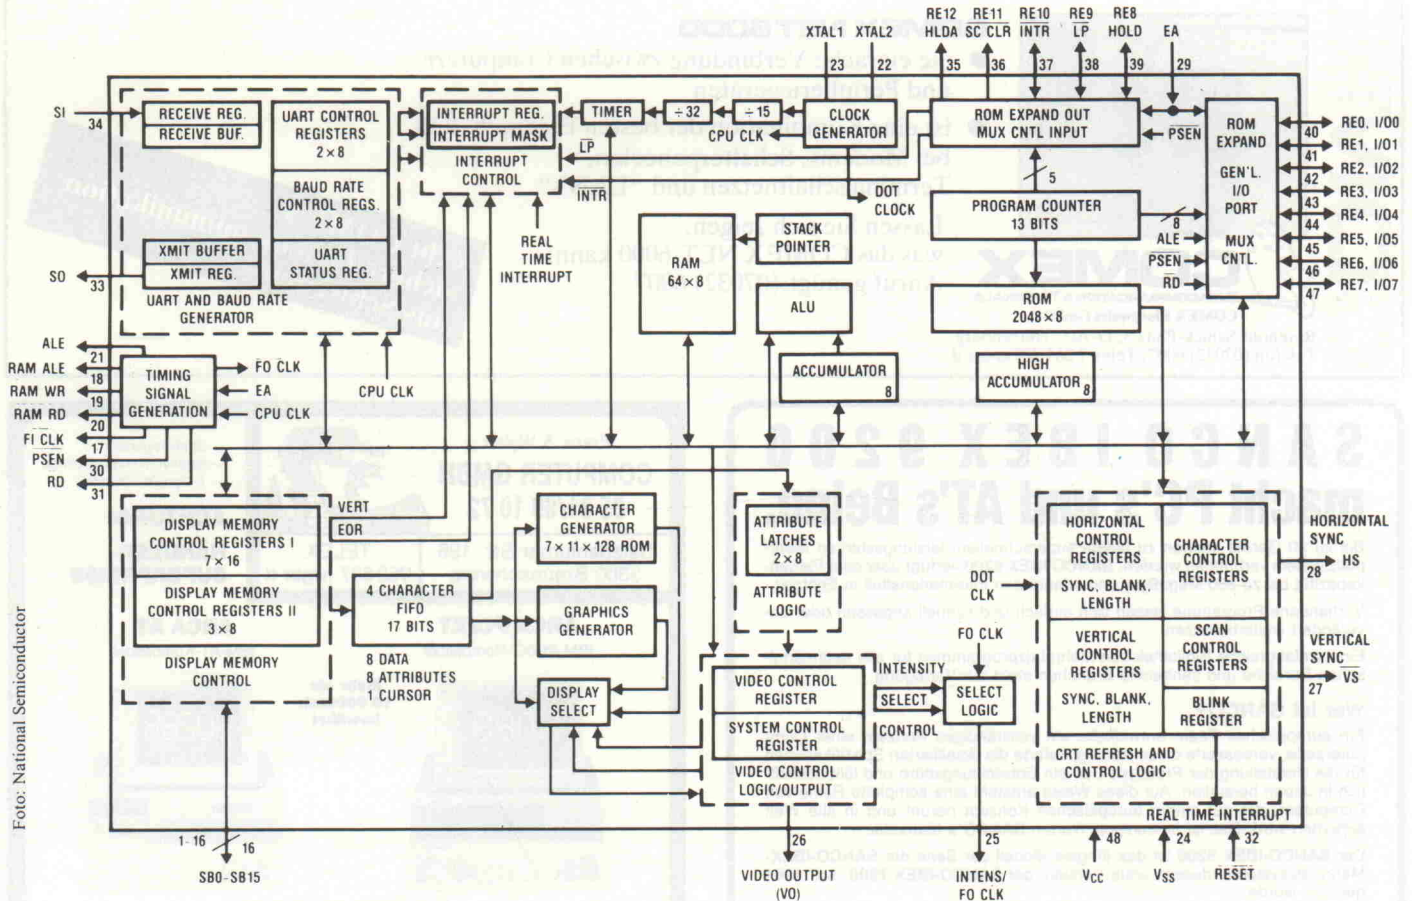 RE12 RE11 RE10 RE9 RE8
XTAL1 XTAL2 HLDA SC CLR INTR LP HOLD EA
23 22 35 36 37 38 39 29
SI
34
RECEIVE REG.
RECEIVE BUF.
UART CONTROL
REGISTERS
2×8
BAUD RATE
CONTROL REGS.
2×8
XMIT BUFFER
XMIT REG.
UART
STATUS REG.
SO
33
UART AND BAUD RATE
GENERATOR
INTERRUPT REG.
INTERRUPT MASK
INTERRUPT
CONTROL
TIMER
÷32
÷15
CPU CLK
CLOCK
GENERATOR
LP
INTR
REAL
TIME
INTERRUPT
DOT
CLOCK
ROM EXPAND OUT
MUX CNTL INPUT
PSEN
5
PROGRAM COUNTER
13 BITS
8
ROM
2048×8
ROM
EXPAND
GEN'L.
I/O
PORT
MUX
CNTL.
ALE
PSEN
RD
RE0, I/O0
40
RE1, I/O1
41
RE2, I/O2
42
RE3, I/O3
43
RE4, I/O4
44
RE5, I/O5
45
RE6, I/O6
46
RE7, I/O7
47
RAM
64×8
STACK
POINTER
ALU
ACCUMULATOR
8
HIGH
ACCUMULATOR
8
ALE
21
RAM ALE
18
RAM WR
19
RAM RD
20
FI CLK
17
PSEN
30
RD
31
TIMING
SIGNAL
GENERATION
FO CLK
EA
CPU CLK
CPU CLK
DISPLAY MEMORY
CONTROL REGISTERS I
7×16
DISPLAY MEMORY
CONTROL REGISTERS II
3×8
DISPLAY MEMORY
CONTROL
VERT
EOR
4 CHARACTER
FIFO
17 BITS
8 DATA
8 ATTRIBUTES
1 CURSOR
CHARACTER
GENERATOR
7×11×128 ROM
GRAPHICS
GENERATOR
DISPLAY
SELECT
ATTRIBUTE
LATCHES
2×8
ATTRIBUTE
LOGIC
VIDEO CONTROL
REGISTER
SYSTEM CONTROL
REGISTER
VIDEO CONTROL
LOGIC/OUTPUT
INTENSITY
SELECT
CONTROL
DOT
CLK
FO CLK
SELECT
LOGIC
HORIZONTAL
CONTROL
REGISTERS
SYNC, BLANK,
LENGTH
CHARACTER
CONTROL
REGISTERS
VERTICAL
CONTROL
REGISTERS
SYNC, BLANK,
LENGTH
SCAN
CONTROL
REGISTERS
BLINK
REGISTER
CRT REFRESH AND
CONTROL LOGIC
REAL TIME INTERRUPT
HORIZONTAL
SYNC
HS
28
VERTICAL
SYNC
VS
27
1-16
16
SB0-SB15
26
VIDEO OUTPUT
(VO)
25
INTENS/
FO CLK
48 24 32
VCC VSS RESET
Foto: National Semiconductor